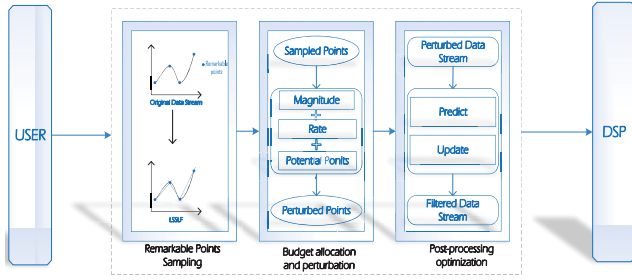 USER
Remarkable
points
Original Data Stream
LSSLF
Remarkable Points
Sampling
Sampled Points
Magnitude
+
Rate
+
Potential Ponits
Perturbed Points
Budget allocation
and perturbation
Perturbed Data
Stream
Predict
Update
Filtered Data
Stream
Post-processing
optimization
DSP